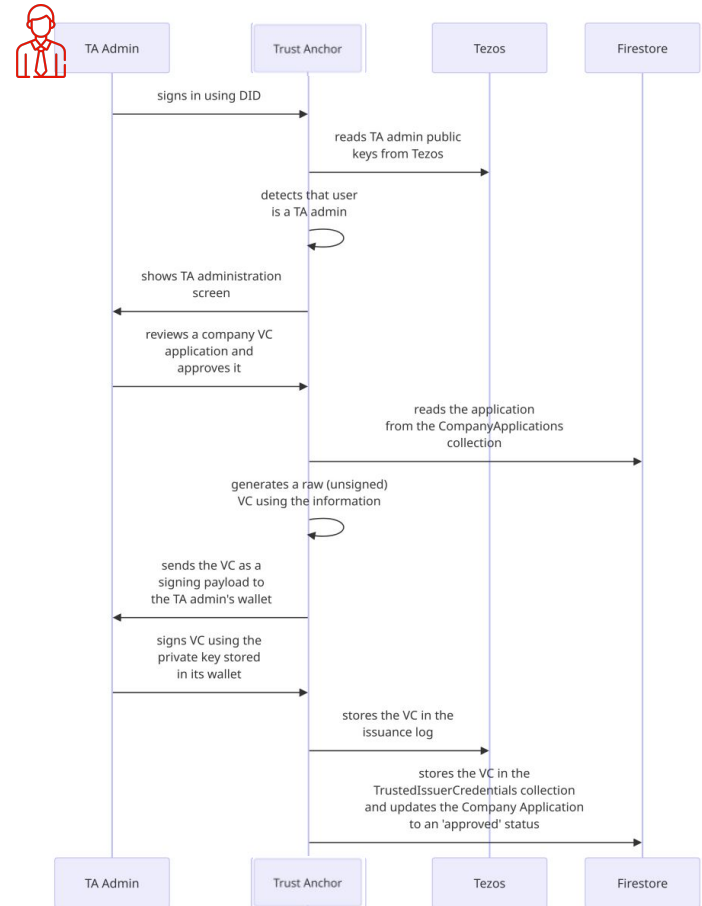 TA Admin
Trust Anchor
Tezos
Firestore
signs in using DID
reads TA admin public
keys from Tezos
detects that user
is a TA admin
shows TA administration
screen
reviews a company VC
application and
approves it
reads the application
from the CompanyApplications
collection
generates a raw (unsigned)
VC using the information
sends the VC as a
signing payload to
the TA admin's wallet
signs VC using the
private key stored
in its wallet
stores the VC in the
issuance log
stores the VC in the
TrustedIssuerCredentials collection
and updates the Company Application
to an 'approved' status
TA Admin
Trust Anchor
Tezos
Firestore